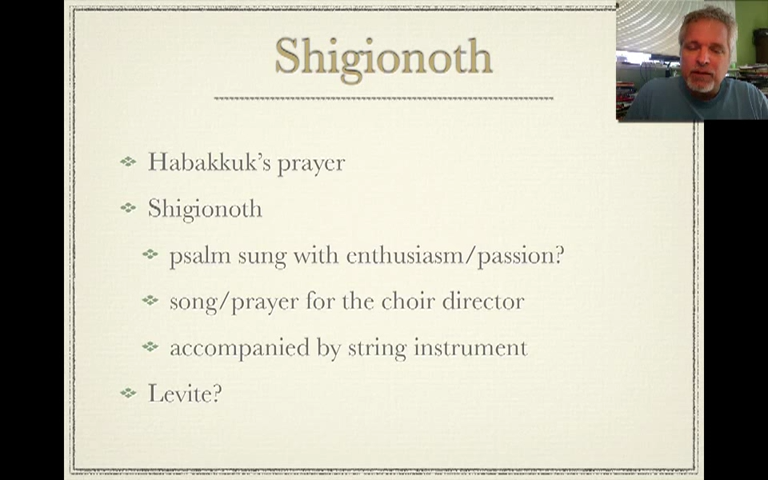 Shigionoth
Habakkuk's prayer
Shigionoth
psalm sung with enthusiasm/passion?
song/prayer for the choir director
accompanied by string instrument
Levite?